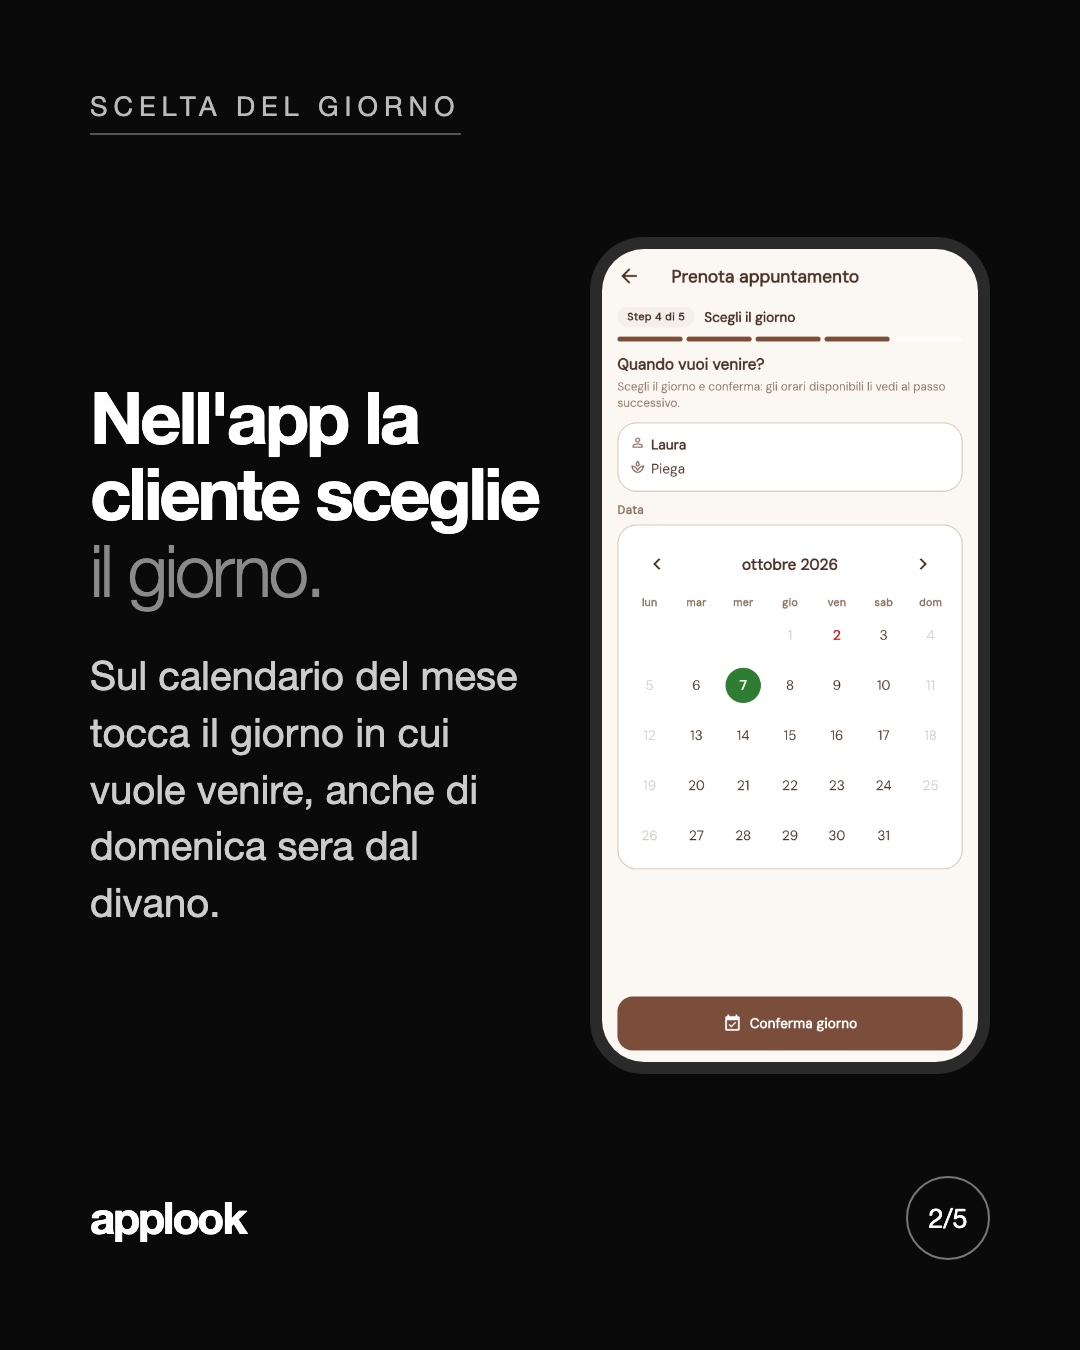 SCELTA DEL GIORNO
Nell'app la
cliente sceglie
il giorno.
Sul calendario del mese
tocca il giorno in cui
vuole venire, anche di
domenica sera dal
divano.
Prenota appuntamento
Step 4 di 5 Scegli il giorno
Quando vuoi venire?
Scegli il giorno e conferma: gli orari disponibili li vedi al passo
successivo.
Laura
Piega
Data
ottobre 2026
lun mar mer gio ven sab dom
1 2 3 4
5 6 7 8 9 10 11
12 13 14 15 16 17 18
19 20 21 22 23 24 25
26 27 28 29 30 31
Conferma giorno
applook
2/5